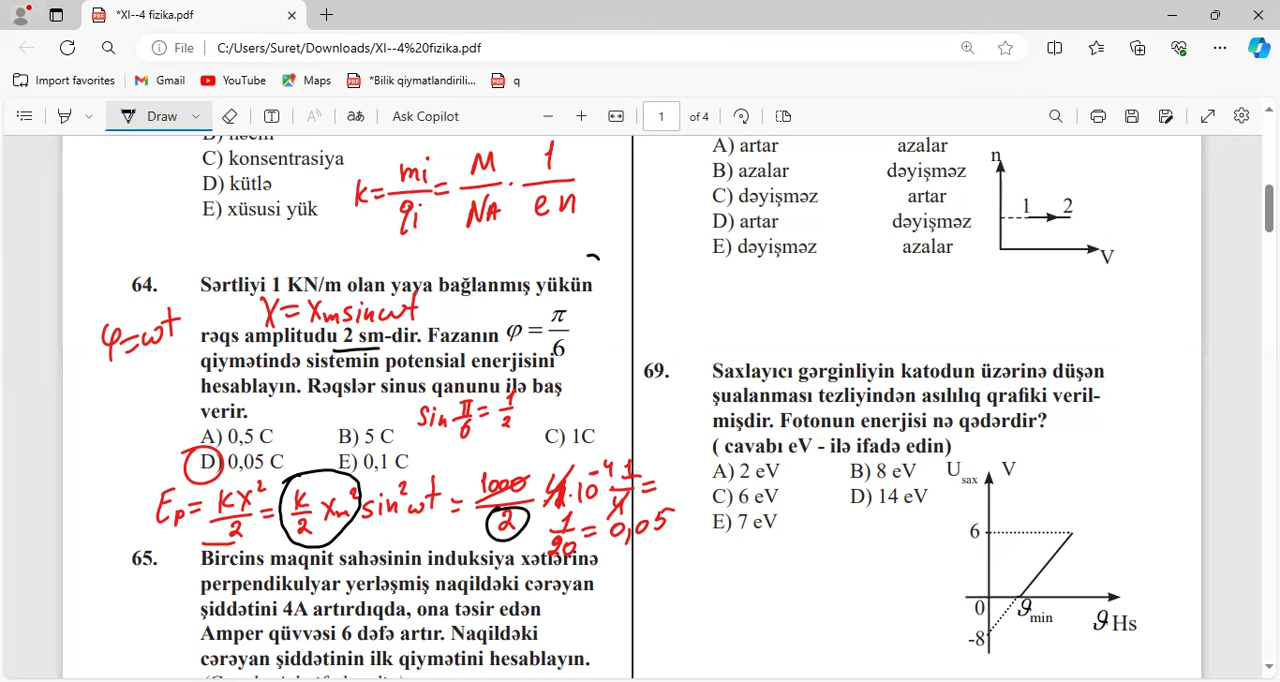 *XI--4 fizika.pdf
File C:/Users/Suret/Downloads/XI--4%20fizika.pdf
Import favorites Gmail YouTube Maps *Bilik qiymatlandirili... q
Draw aあ Ask Copilot 1 of 4
C) konsentrasiya
D) kütlə
E) xüsusi yük
k = mi/qi = M/NA · 1/en
64. Sərtliyi 1 KN/m olan yaya bağlanmış yükün
x = xm sin ωt
φ = ωt
rəqs amplitudu 2 sm-dir. Fazanın φ = π/6
qiymətində sistemin potensial enerjisini
hesablayın. Rəqslər sinus qanunu ilə baş
verir.
sin π/6 = 1/2
A) 0,5 C B) 5 C C) 1C
D) 0,05 C E) 0,1 C
Ep = kx²/2 = k/2 xm² sin² ωt = 1000/2 · 4·10⁻⁴ 1/4 =
1/20 = 0,05
65. Bircins maqnit sahəsinin induksiya xətlərinə
perpendikulyar yerləşmiş naqildəki cərəyan
şiddətini 4A artırdıqda, ona təsir edən
Amper qüvvəsi 6 dəfə artır. Naqildəki
cərəyan şiddətinin ilk qiymətini hesablayın.
A) artar azalar
B) azalar dəyişməz
C) dəyişməz artar
D) artar dəyişməz
E) dəyişməz azalar
n
1 2
V
69. Saxlayıcı gərginliyin katodun üzərinə düşən
şualanması tezliyindən asılılıq qrafiki veril-
mişdir. Fotonun enerjisi nə qədərdir?
( cavabı eV - ilə ifadə edin)
A) 2 eV B) 8 eV
C) 6 eV D) 14 eV
E) 7 eV
U sax V
6
0 ϑ min ϑ Hs
-8